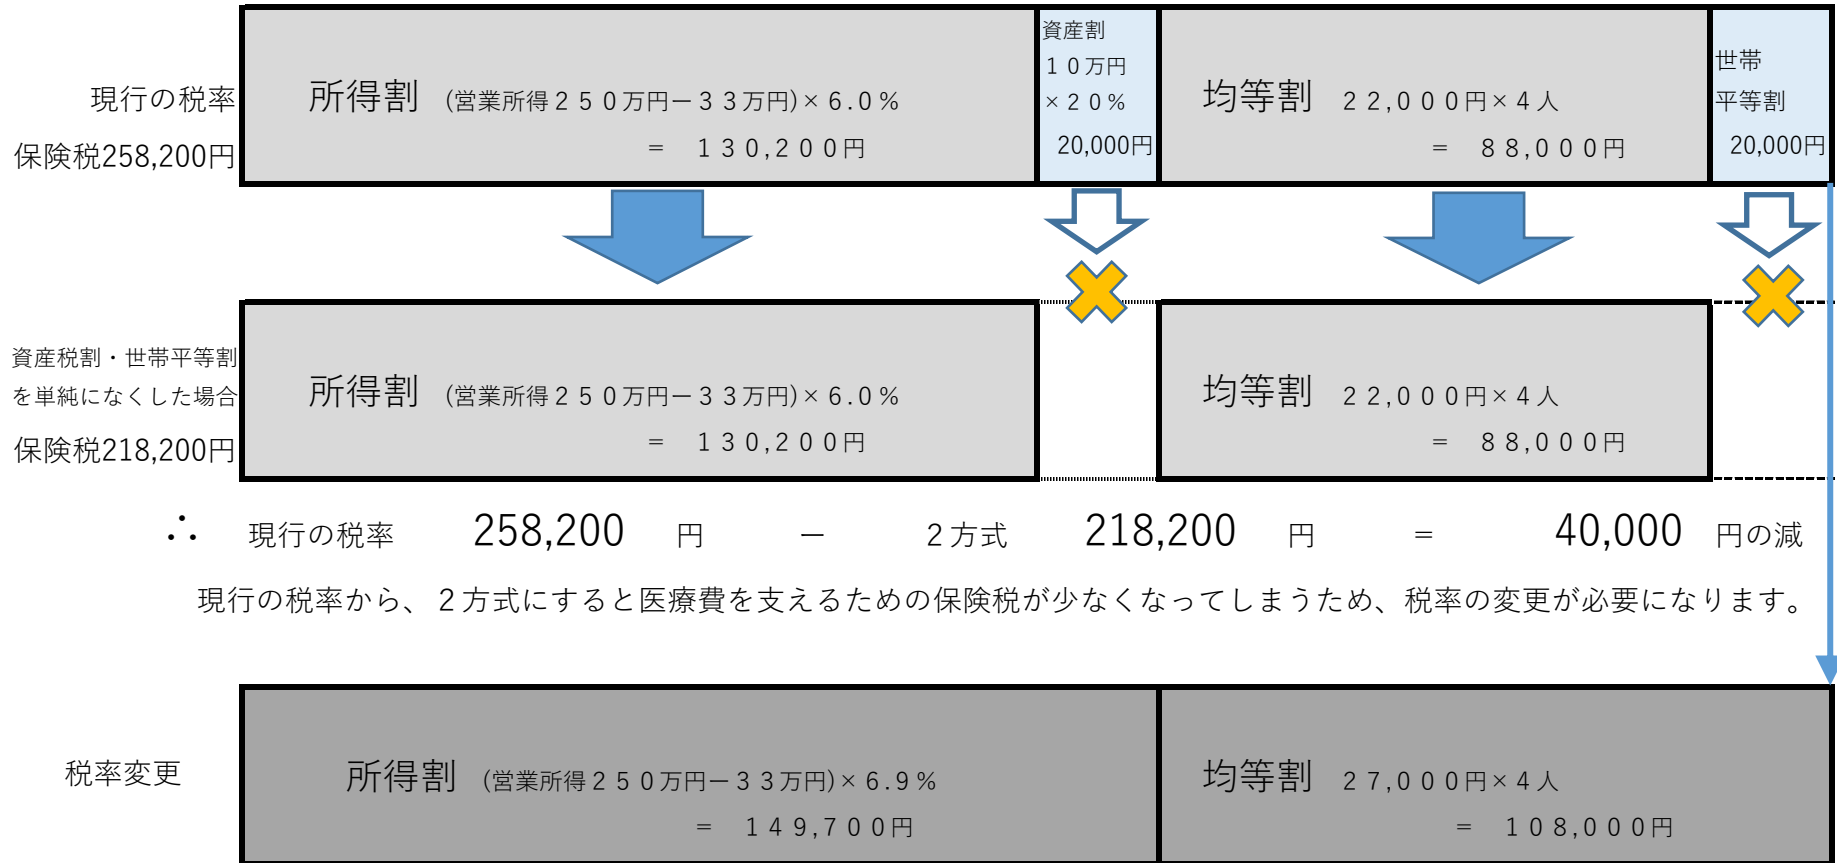 現行の税率
保険税258,200円
所得割 (営業所得２５０万円－３３万円)×６.０％
＝ １３０,２００円
資産割
１０万円
×２０％
20,000円
均等割 ２２,０００円×４人
＝ ８８,０００円
世帯
平等割
20,000円
資産税割・世帯平等割
を単純になくした場合
保険税218,200円
所得割 (営業所得２５０万円－３３万円)×６.０％
＝ １３０,２００円
均等割 ２２,０００円×４人
＝ ８８,０００円
∴ 現行の税率 258,200 円 － ２方式 218,200 円 ＝ 40,000 円の減
現行の税率から、２方式にすると医療費を支えるための保険税が少なくなってしまうため、税率の変更が必要になります。
税率変更
所得割 (営業所得２５０万円－３３万円)×６.９％
＝ １４９,７００円
均等割 ２７,０００円×４人
＝ １０８,０００円